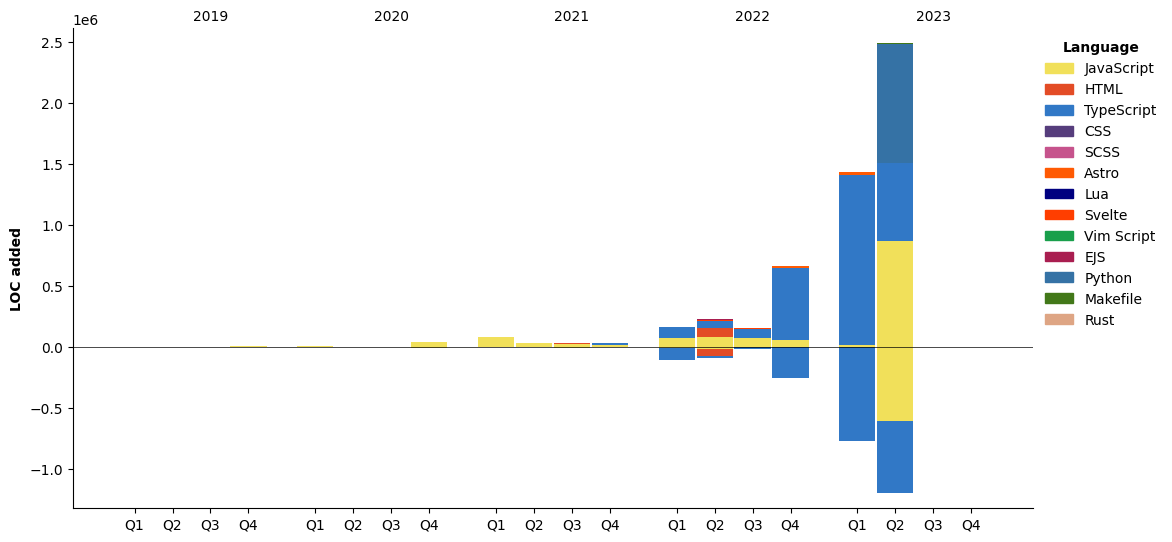 2019 2020 2021 2022 2023
1e6
2.5
2.0
1.5
1.0
0.5
0.0
−0.5
−1.0
LOC added
Q1 Q2 Q3 Q4 Q1 Q2 Q3 Q4 Q1 Q2 Q3 Q4 Q1 Q2 Q3 Q4 Q1 Q2 Q3 Q4
Language
JavaScript
HTML
TypeScript
CSS
SCSS
Astro
Lua
Svelte
Vim Script
EJS
Python
Makefile
Rust